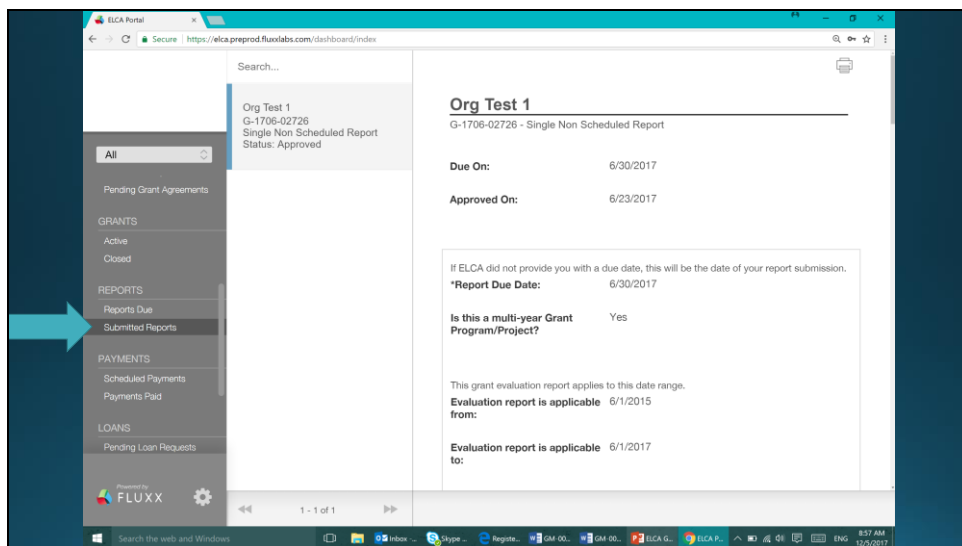 ELCA Portal
Secure | https://elca.preprod.fluxxlabs.com/dashboard/index
All
Pending Grant Agreements
GRANTS
Active
Closed
REPORTS
Reports Due
Submitted Reports
PAYMENTS
Scheduled Payments
Payments Paid
LOANS
Pending Loan Requests
Powered by
FLUXX
Search...
Org Test 1
G-1706-02726
Single Non Scheduled Report
Status: Approved
1 - 1 of 1
Org Test 1
G-1706-02726 - Single Non Scheduled Report
Due On: 6/30/2017
Approved On: 6/23/2017
If ELCA did not provide you with a due date, this will be the date of your report submission.
*Report Due Date: 6/30/2017
Is this a multi-year Grant Yes
Program/Project?
This grant evaluation report applies to this date range.
Evaluation report is applicable 6/1/2015
from:
Evaluation report is applicable 6/1/2017
to:
Search the web and Windows
Inbox -...
Skype ...
Registe...
GM-00...
GM-00...
ELCA G...
ELCA P...
ENG
8:57 AM
12/5/2017